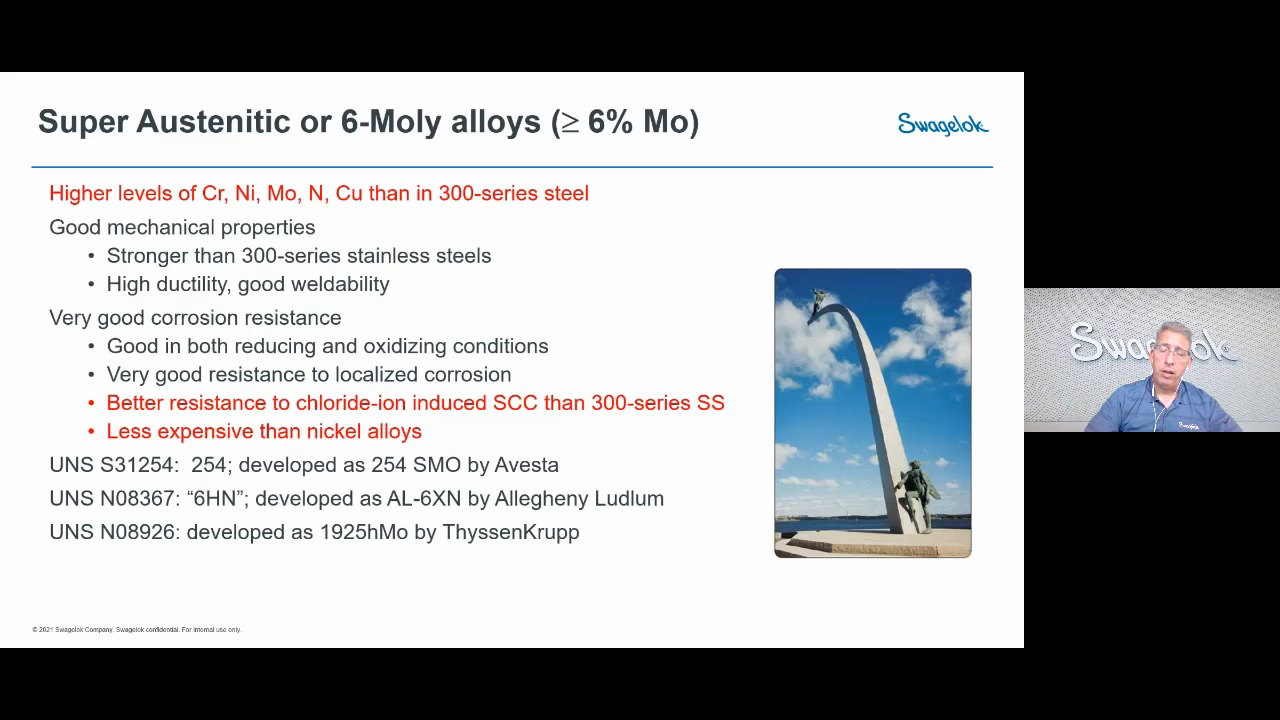 Super Austenitic or 6-Moly alloys (≥ 6% Mo)
Swagelok
Higher levels of Cr, Ni, Mo, N, Cu than in 300-series steel
Good mechanical properties
• Stronger than 300-series stainless steels
• High ductility, good weldability
Very good corrosion resistance
• Good in both reducing and oxidizing conditions
• Very good resistance to localized corrosion
• Better resistance to chloride-ion induced SCC than 300-series SS
• Less expensive than nickel alloys
UNS S31254:  254; developed as 254 SMO by Avesta
UNS N08367: “6HN”; developed as AL-6XN by Allegheny Ludlum
UNS N08926: developed as 1925hMo by ThyssenKrupp
© 2021 Swagelok Company. Swagelok confidential. For internal use only.
Swagelok
Swagelok